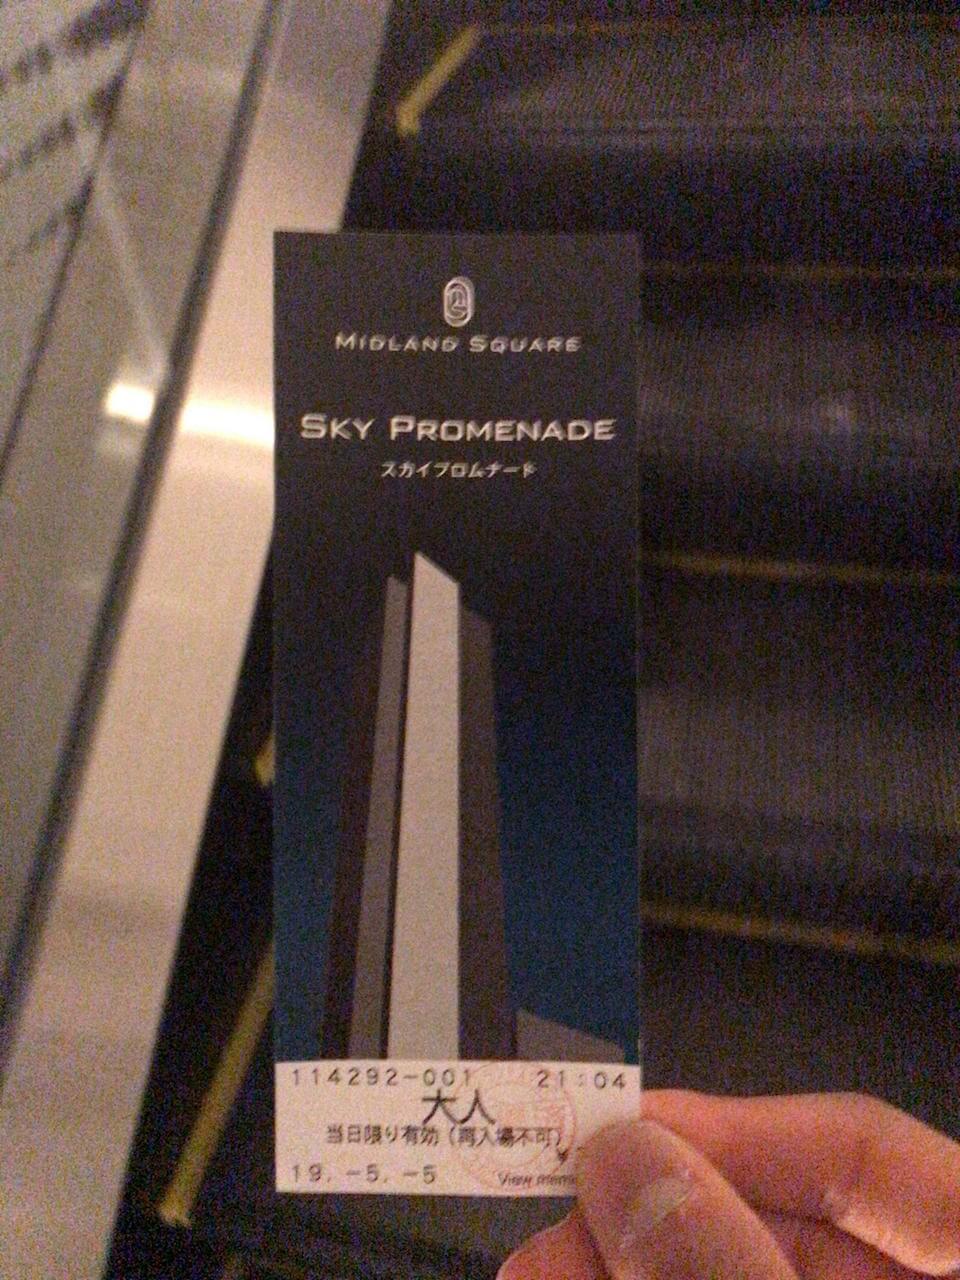 MIDLAND SQUARE
SKY PROMENADE
スカイプロムナード
114292-001 21:04
大人
当日限り有効（再入場不可）
¥
19. -5. -5 View